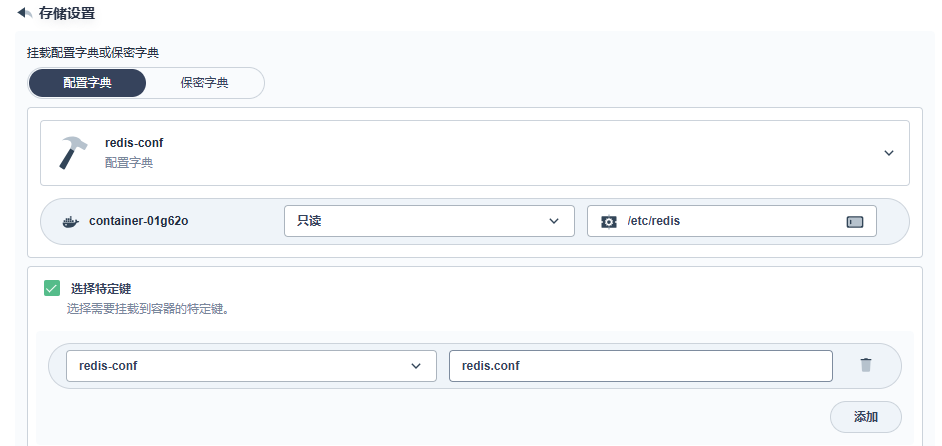 存储设置
挂载配置字典或保密字典
配置字典 保密字典
redis-conf
配置字典
container-01g62o 只读 /etc/redis
选择特定键
选择需要挂载到容器的特定键。
redis-conf redis.conf
添加